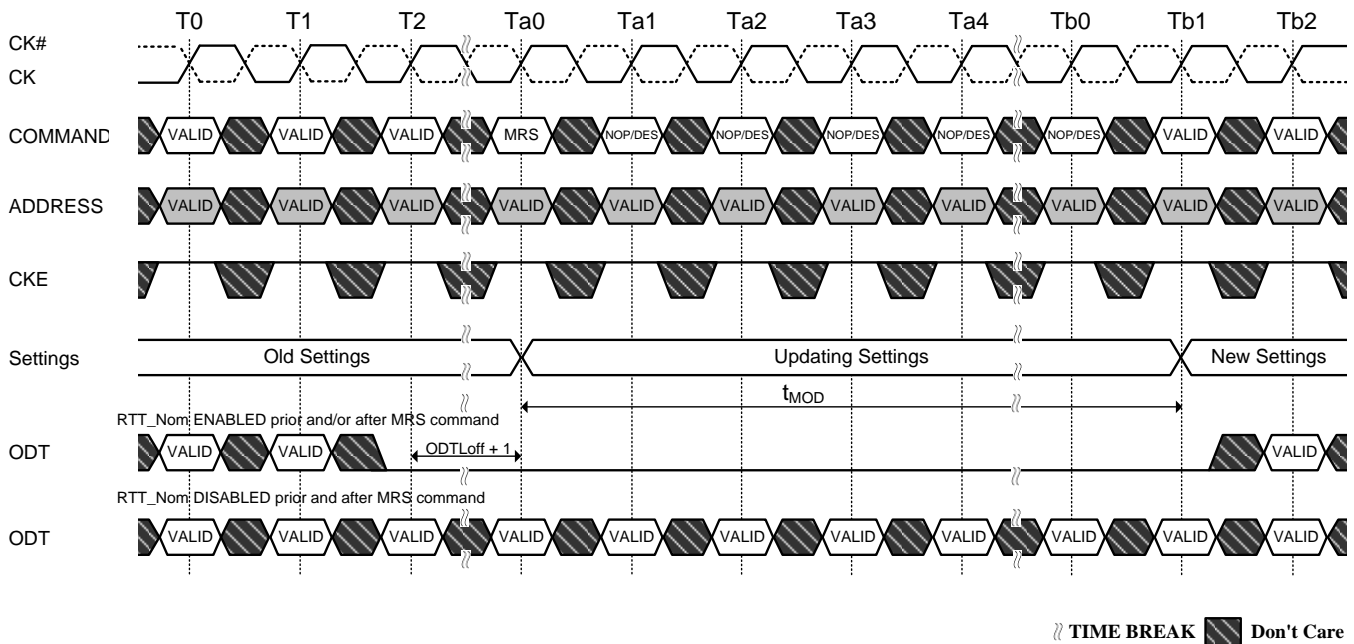 T0 T1 T2 Ta0 Ta1 Ta2 Ta3 Ta4 Tb0 Tb1 Tb2
CK#
CK
COMMAND VALID VALID VALID MRS NOP/DES NOP/DES NOP/DES NOP/DES NOP/DES VALID VALID
ADDRESS VALID VALID VALID VALID VALID VALID VALID VALID VALID VALID VALID
CKE
Settings Old Settings Updating Settings New Settings
tMOD
RTT_Nom ENABLED prior and/or after MRS command
ODT VALID VALID ODTLoff + 1 VALID
RTT_Nom DISABLED prior and after MRS command
ODT VALID VALID VALID VALID VALID VALID VALID VALID VALID VALID VALID
TIME BREAK Don't Care